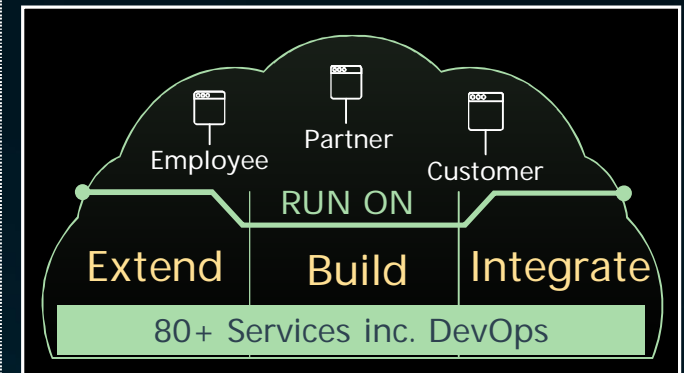 Partner
Employee
Customer
RUN ON
Extend
Build
Integrate
80+ Services inc. DevOps